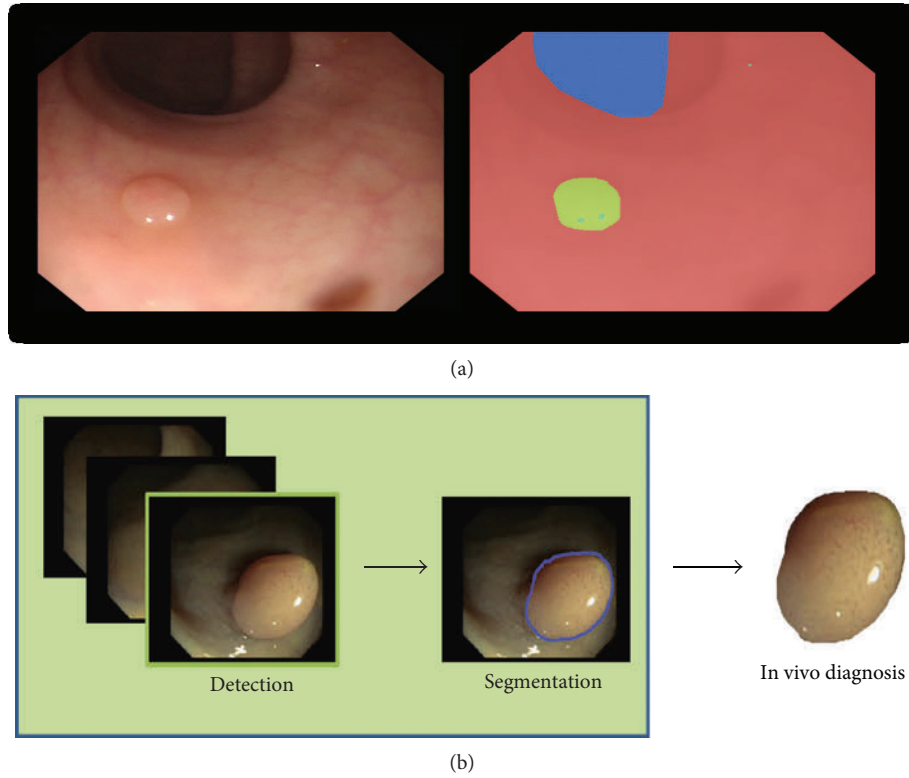 (a)
Detection
Segmentation
In vivo diagnosis
(b)